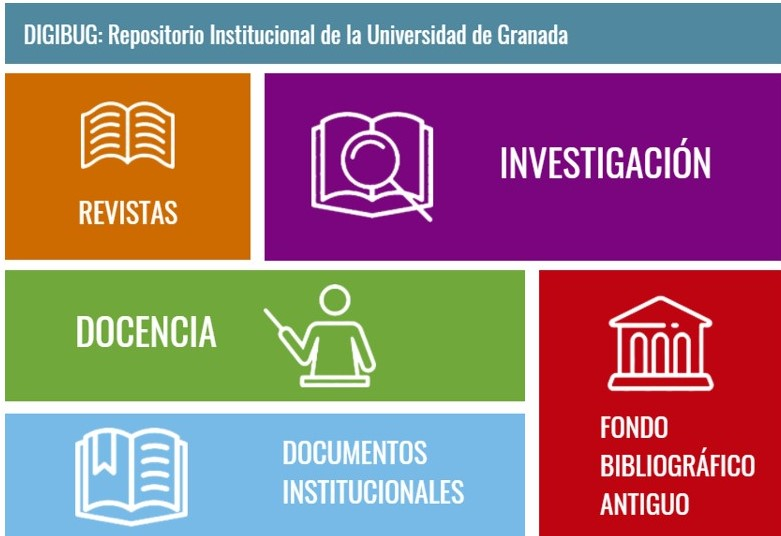 DIGIBUG: Repositorio Institucional de la Universidad de Granada
REVISTAS
INVESTIGACIÓN
DOCENCIA
DOCUMENTOS
INSTITUCIONALES
FONDO
BIBLIOGRÁFICO
ANTIGUO